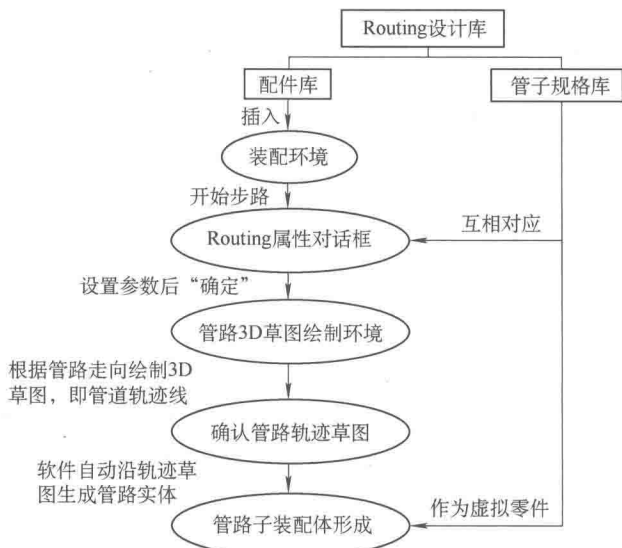 Routing设计库
配件库
管子规格库
插入
装配环境
开始步路
Routing属性对话框
互相对应
设置参数后“确定”
管路3D草图绘制环境
根据管路走向绘制3D
草图，即管道轨迹线
确认管路轨迹草图
软件自动沿轨迹草
图生成管路实体
作为虚拟零件
管路子装配体形成